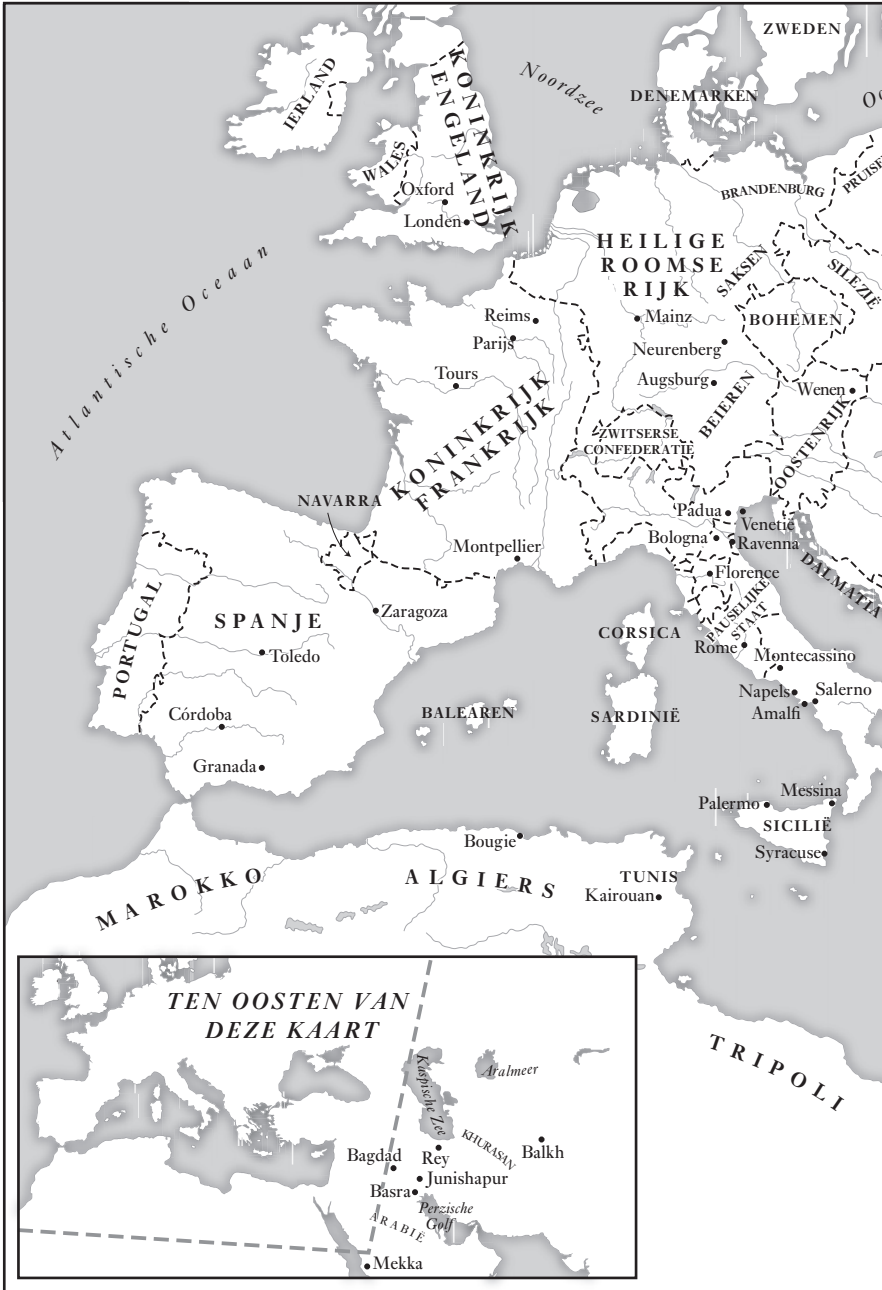 ZWEDEN
Noordzee
DENEMARKEN
IERLAND
KONINKRIJK
ENGELAND
WALES
Oxford
Londen
BRANDENBURG
HEILIGE
ROOMSE
RIJK
SAKSEN
SILEZIË
Atlantische Oceaan
Reims
Parijs
Mainz
BOHEMEN
Neurenberg
Tours
Augsburg
BEIEREN
Wenen
OOSTENRIJK
KONINKRIJK
FRANKRIJK
ZWITSERSE
CONFEDERATIE
NAVARRA
Padua
Venetië
Bologna
Ravenna
Montpellier
Florence
DALMATIA
PORTUGAL
SPANJE
Zaragoza
PAUSELIJKE
STAAT
CORSICA
Rome
Toledo
Montecassino
Napels
Salerno
Amalfi
Córdoba
BALEAREN
SARDINIË
Granada
Palermo
Messina
SICILIË
Syracuse
Bougie
MAROKKO
ALGIERS
TUNIS
Kairouan
TRIPOLI
TEN OOSTEN VAN
DEZE KAART
Kaspische Zee
Aralmeer
KHURASAN
Balkh
Bagdad
Rey
Junishapur
Basra
Perzische
Golf
ARABIË
Mekka